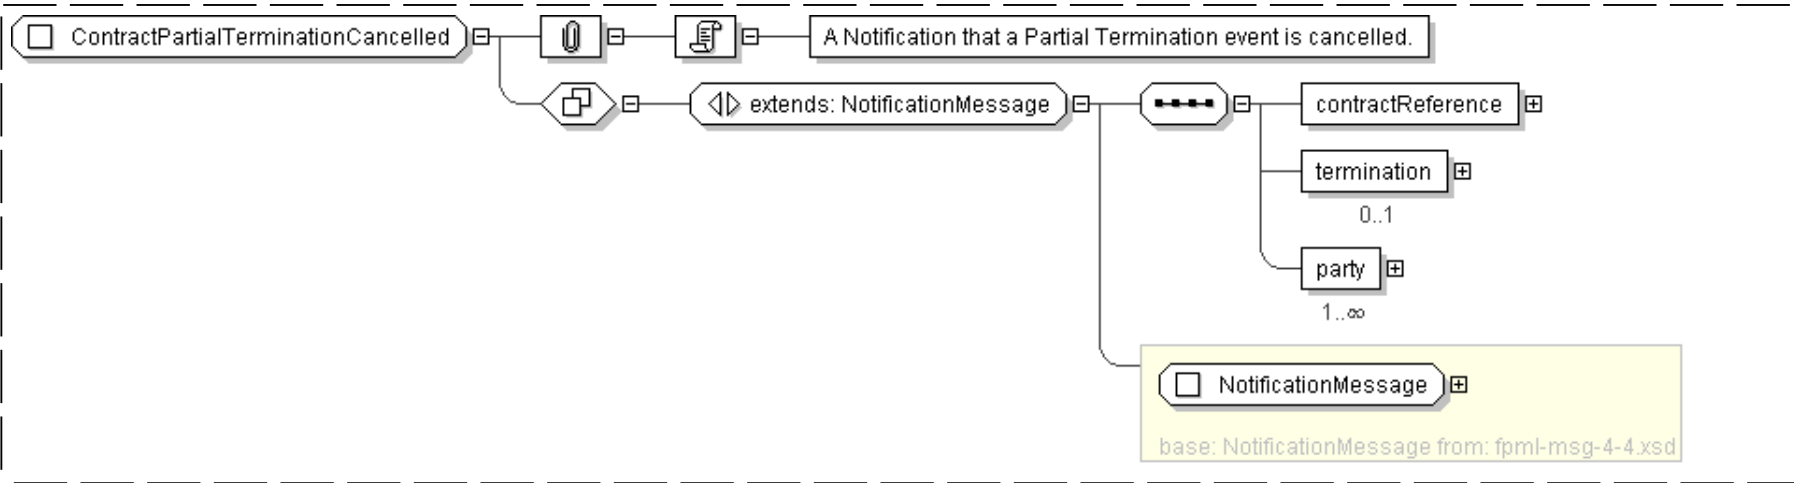 ContractPartialTerminationCancelled
A Notification that a Partial Termination event is cancelled.
extends: NotificationMessage
contractReference
termination
0..1
party
1..∞
NotificationMessage
base: NotificationMessage from: fpml-msg-4-4.xsd